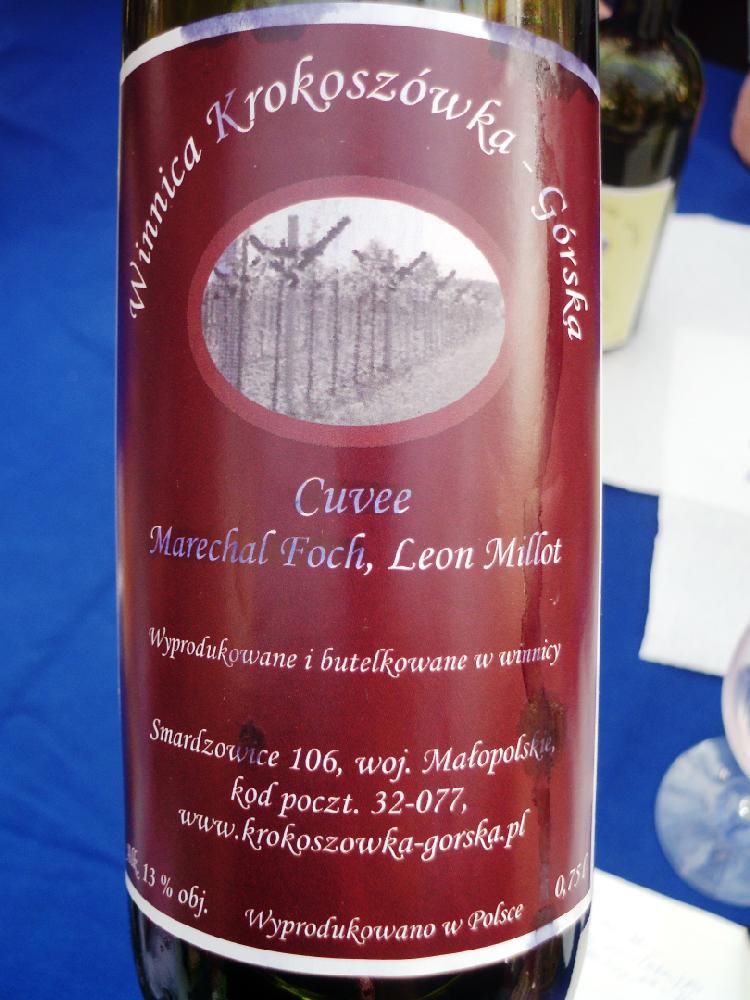 Winnica Krokoszówka - Górska
Cuvee
Marechal Foch, Leon Millot
Wyprodukowane i butelkowane w winnicy
Smardzowice 106, woj. Małopolskie,
kod poczt. 32-077,
www.krokoszowka-gorska.pl
alk. 13 % obj.
0,75 l
Wyprodukowano w Polsce